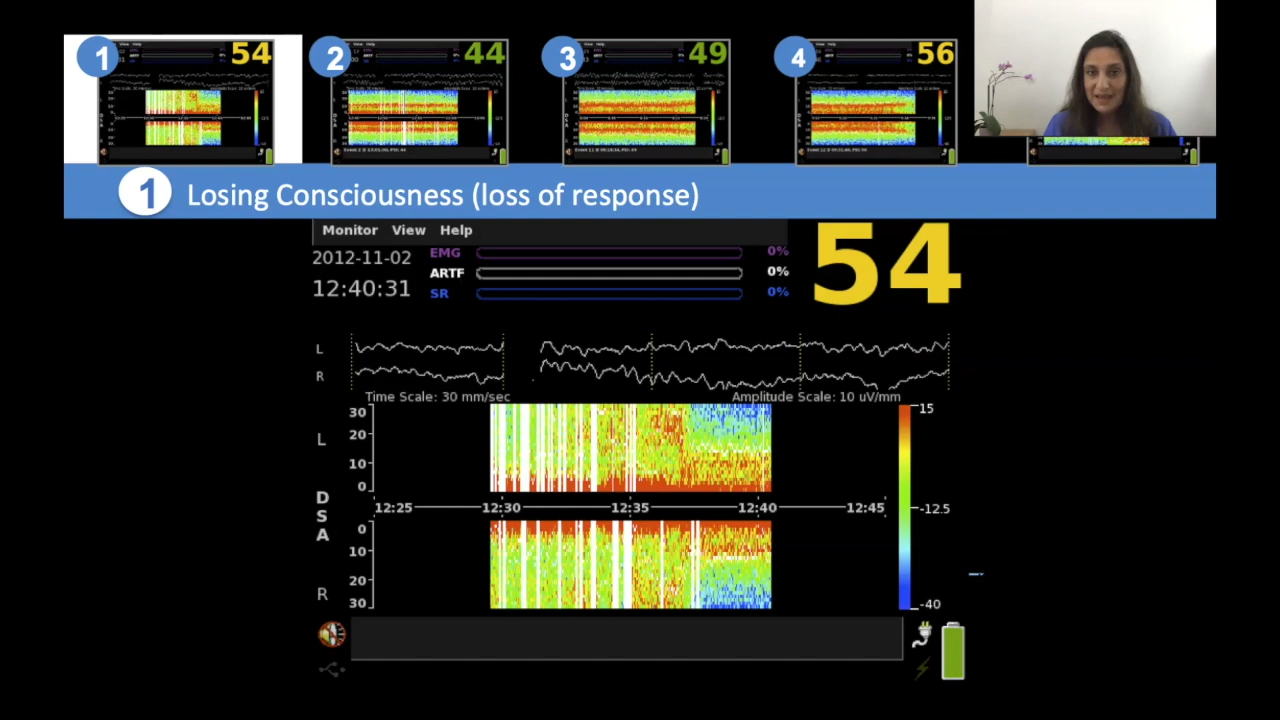 1
54
2
44
3
49
4
56
1 Losing Consciousness (loss of response)
Monitor View Help
2012-11-02
12:40:31
EMG 0%
ARTF 0%
SR 0%
54
L
R
Time Scale: 30 mm/sec
Amplitude Scale: 10 uV/mm
L
30
20
10
0
15
-12.5
-40
DSA
12:25 12:30 12:35 12:40 12:45
R
0
10
20
30